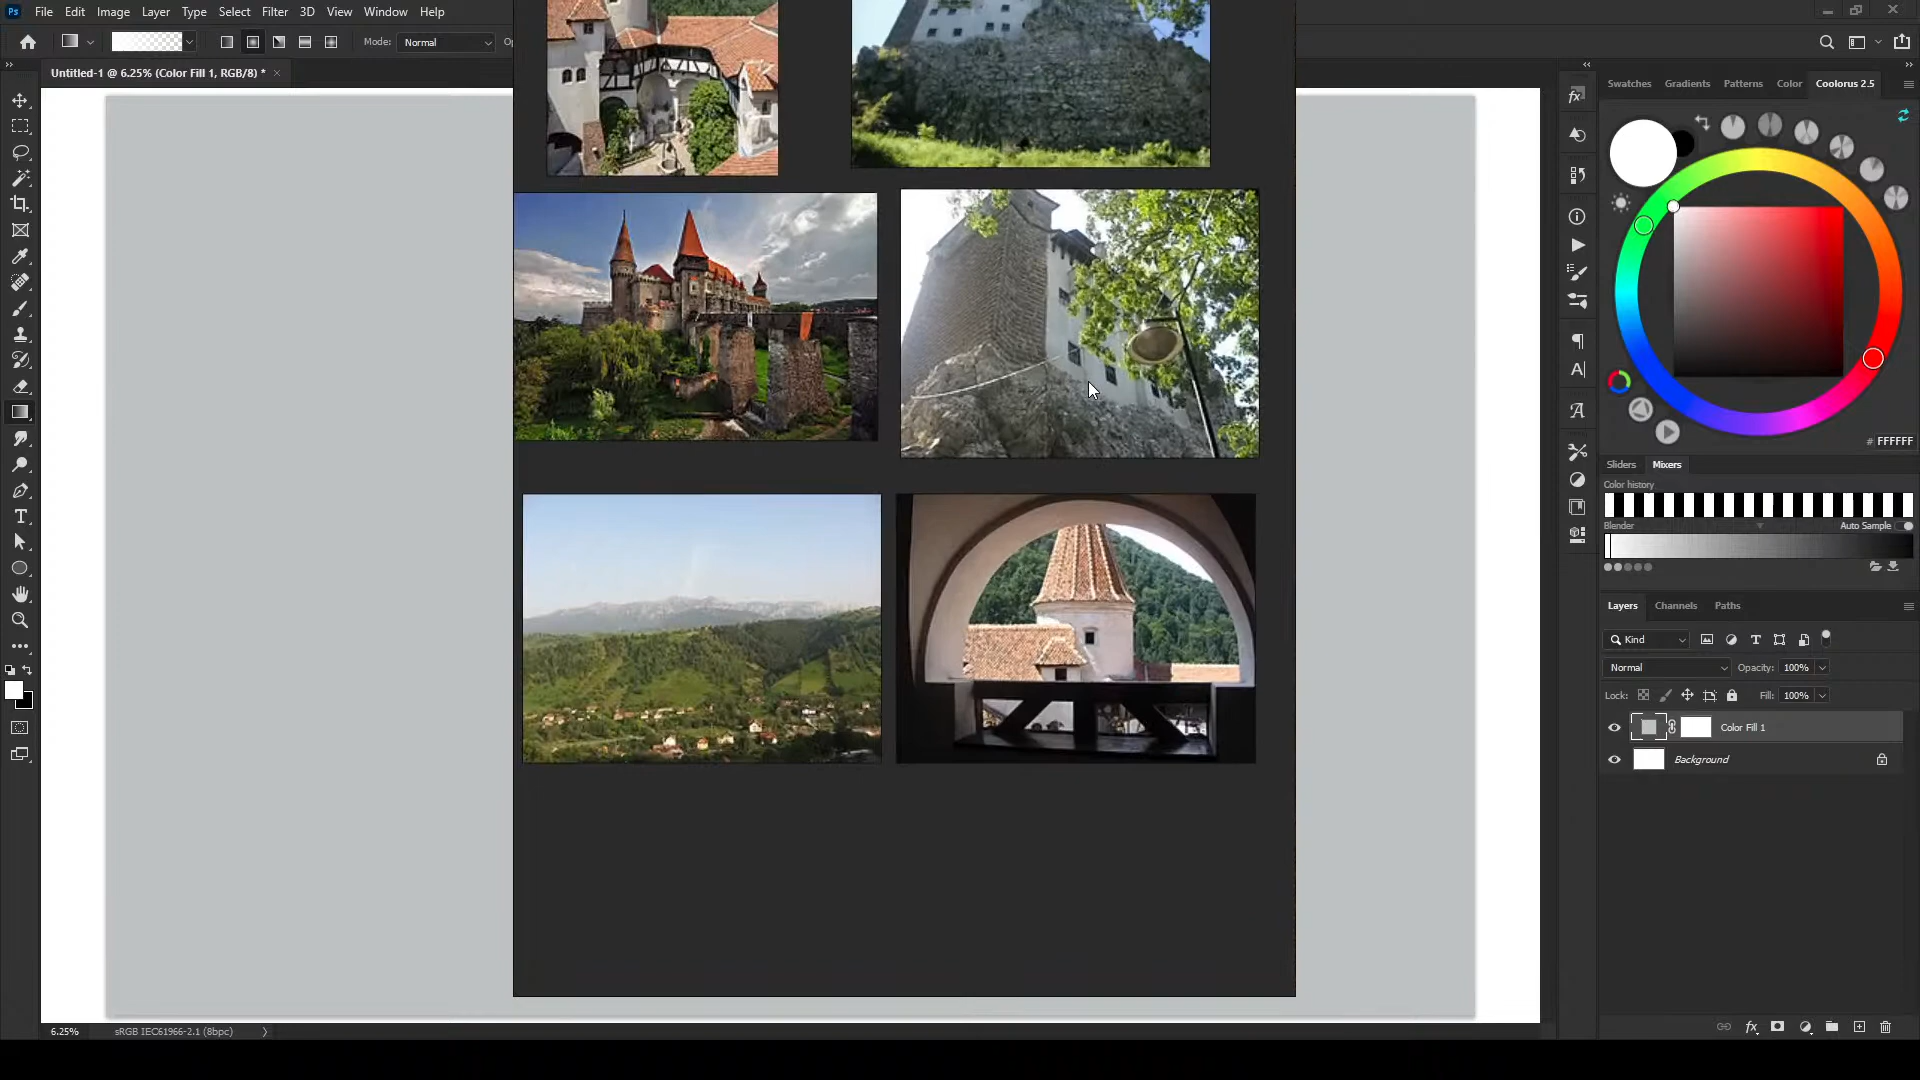 Ps File Edit Image Layer Type Select Filter 3D View Window Help
Mode: Normal
Untitled-1 @ 6.25% (Color Fill 1, RGB/8) *
Swatches Gradients Patterns Color Coolorus 2.5
# FFFFFF
Sliders Mixers
Color history
Blender Auto Sample
Layers Channels Paths
Kind
Normal Opacity: 100%
Lock: Fill: 100%
Color Fill 1
Background
6.25% sRGB IEC61966-2.1 (8bpc)